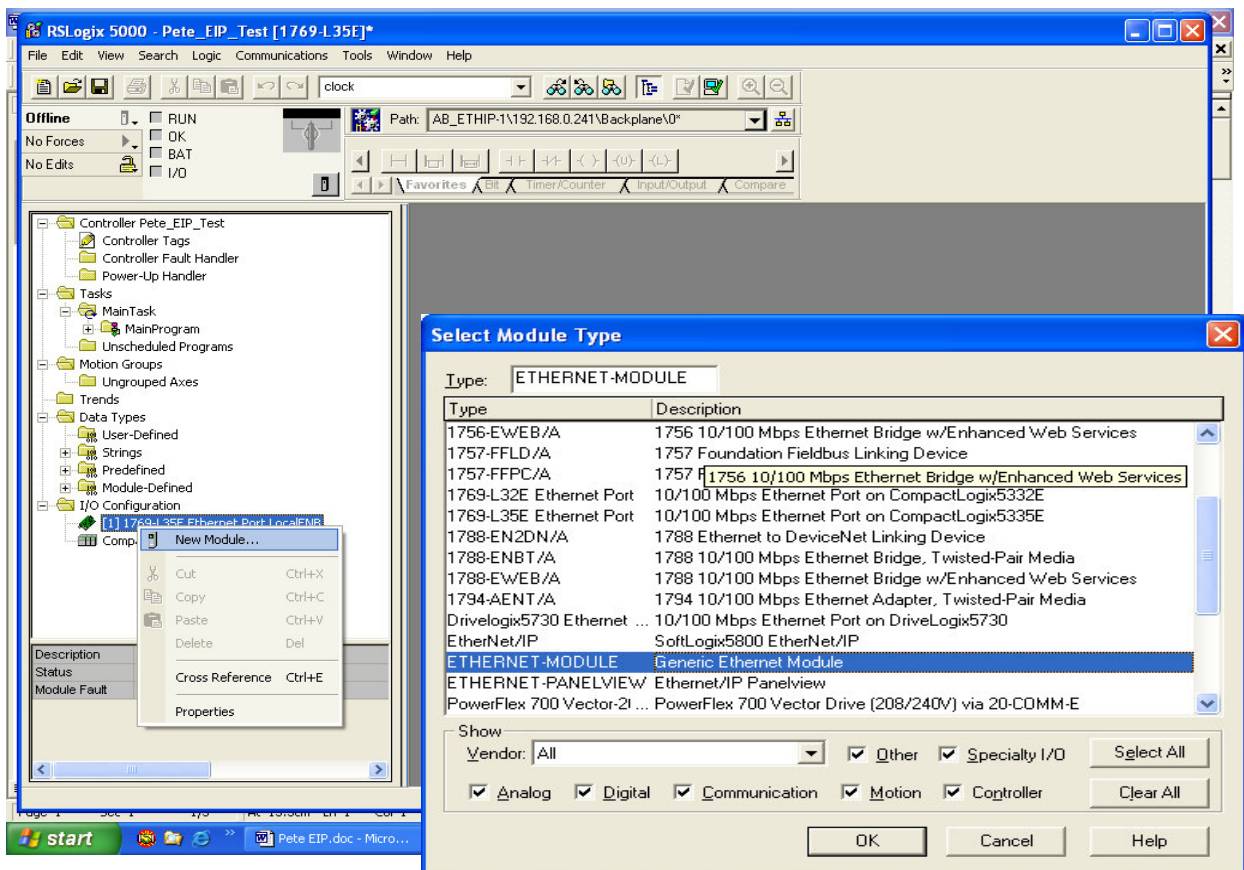 RSLogix 5000 - Pete_EIP_Test [1769-L35E]*
File Edit View Search Logic Communications Tools Window Help
clock
Offline
RUN
Path: AB_ETHIP-1\192.168.0.241\Backplane\0*
No Forces
OK
BAT
No Edits
I/O
Favorites Bit Timer/Counter Input/Output Compare
Controller Pete_EIP_Test
Controller Tags
Controller Fault Handler
Power-Up Handler
Tasks
MainTask
MainProgram
Unscheduled Programs
Motion Groups
Ungrouped Axes
Trends
Data Types
User-Defined
Strings
Predefined
Module-Defined
I/O Configuration
[1] 1769-L35E Ethernet Port LocalENB
Comp
New Module...
Cut Ctrl+X
Copy Ctrl+C
Paste Ctrl+V
Delete Del
Cross Reference Ctrl+E
Properties
Description
Status
Module Fault
start
Pete EIP.doc - Micro...
Select Module Type
Type: ETHERNET-MODULE
Type Description
1756-EWEB/A 1756 10/100 Mbps Ethernet Bridge w/Enhanced Web Services
1757-FFLD/A 1757 Foundation Fieldbus Linking Device
1757-FFPC/A 1757
1756 10/100 Mbps Ethernet Bridge w/Enhanced Web Services
1769-L32E Ethernet Port 10/100 Mbps Ethernet Port on CompactLogix5332E
1769-L35E Ethernet Port 10/100 Mbps Ethernet Port on CompactLogix5335E
1788-EN2DN/A 1788 Ethernet to DeviceNet Linking Device
1788-ENBT/A 1788 10/100 Mbps Ethernet Bridge, Twisted-Pair Media
1788-EWEB/A 1788 10/100 Mbps Ethernet Bridge w/Enhanced Web Services
1794-AENT/A 1794 10/100 Mbps Ethernet Adapter, Twisted-Pair Media
Drivelogix5730 Ethernet ... 10/100 Mbps Ethernet Port on DriveLogix5730
EtherNet/IP SoftLogix5800 EtherNet/IP
ETHERNET-MODULE Generic Ethernet Module
ETHERNET-PANELVIEW Ethernet/IP Panelview
PowerFlex 700 Vector-2( ... PowerFlex 700 Vector Drive (208/240V) via 20-COMM-E
Show
Vendor: All
Other
Specialty I/O
Select All
Analog
Digital
Communication
Motion
Controller
Clear All
OK
Cancel
Help